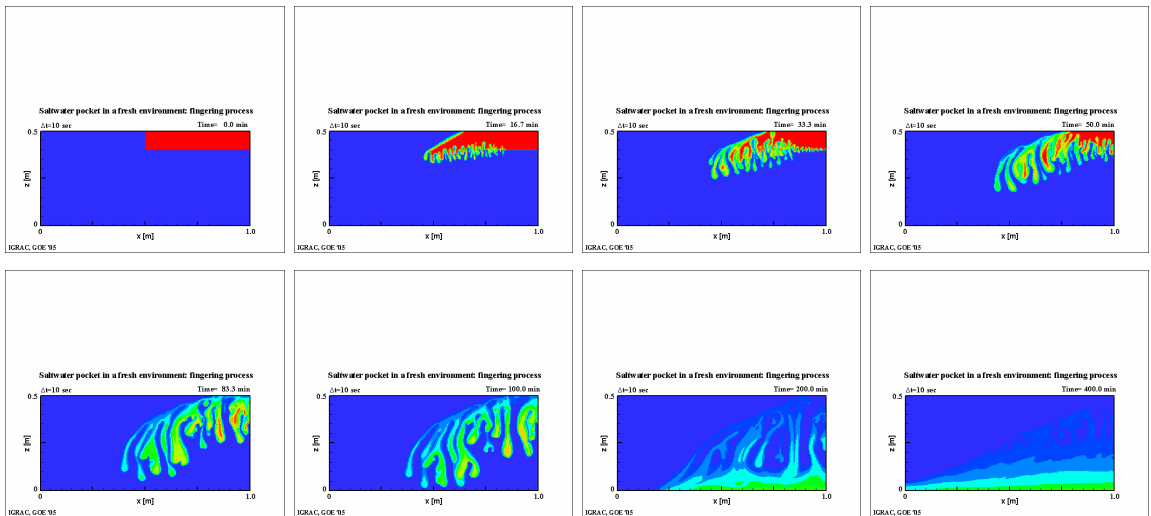 Saltwater pocket in a fresh environment: fingering process
Δt=10 sec Time= 0.0 min
0.5
z [m]
0
0 1.0
x [m]
IGRAC, GOE '05
Saltwater pocket in a fresh environment: fingering process
Δt=10 sec Time= 16.7 min
0.5
z [m]
0
0 1.0
x [m]
IGRAC, GOE '05
Saltwater pocket in a fresh environment: fingering process
Δt=10 sec Time= 33.3 min
0.5
z [m]
0
0 1.0
x [m]
IGRAC, GOE '05
Saltwater pocket in a fresh environment: fingering process
Δt=10 sec Time= 50.0 min
0.5
z [m]
0
0 1.0
x [m]
IGRAC, GOE '05
Saltwater pocket in a fresh environment: fingering process
Δt=10 sec Time= 83.3 min
0.5
z [m]
0
0 1.0
x [m]
IGRAC, GOE '05
Saltwater pocket in a fresh environment: fingering process
Δt=10 sec Time= 100.0 min
0.5
z [m]
0
0 1.0
x [m]
IGRAC, GOE '05
Saltwater pocket in a fresh environment: fingering process
Δt=10 sec Time= 200.0 min
0.5
z [m]
0
0 1.0
x [m]
IGRAC, GOE '05
Saltwater pocket in a fresh environment: fingering process
Δt=10 sec Time= 400.0 min
0.5
z [m]
0
0 1.0
x [m]
IGRAC, GOE '05